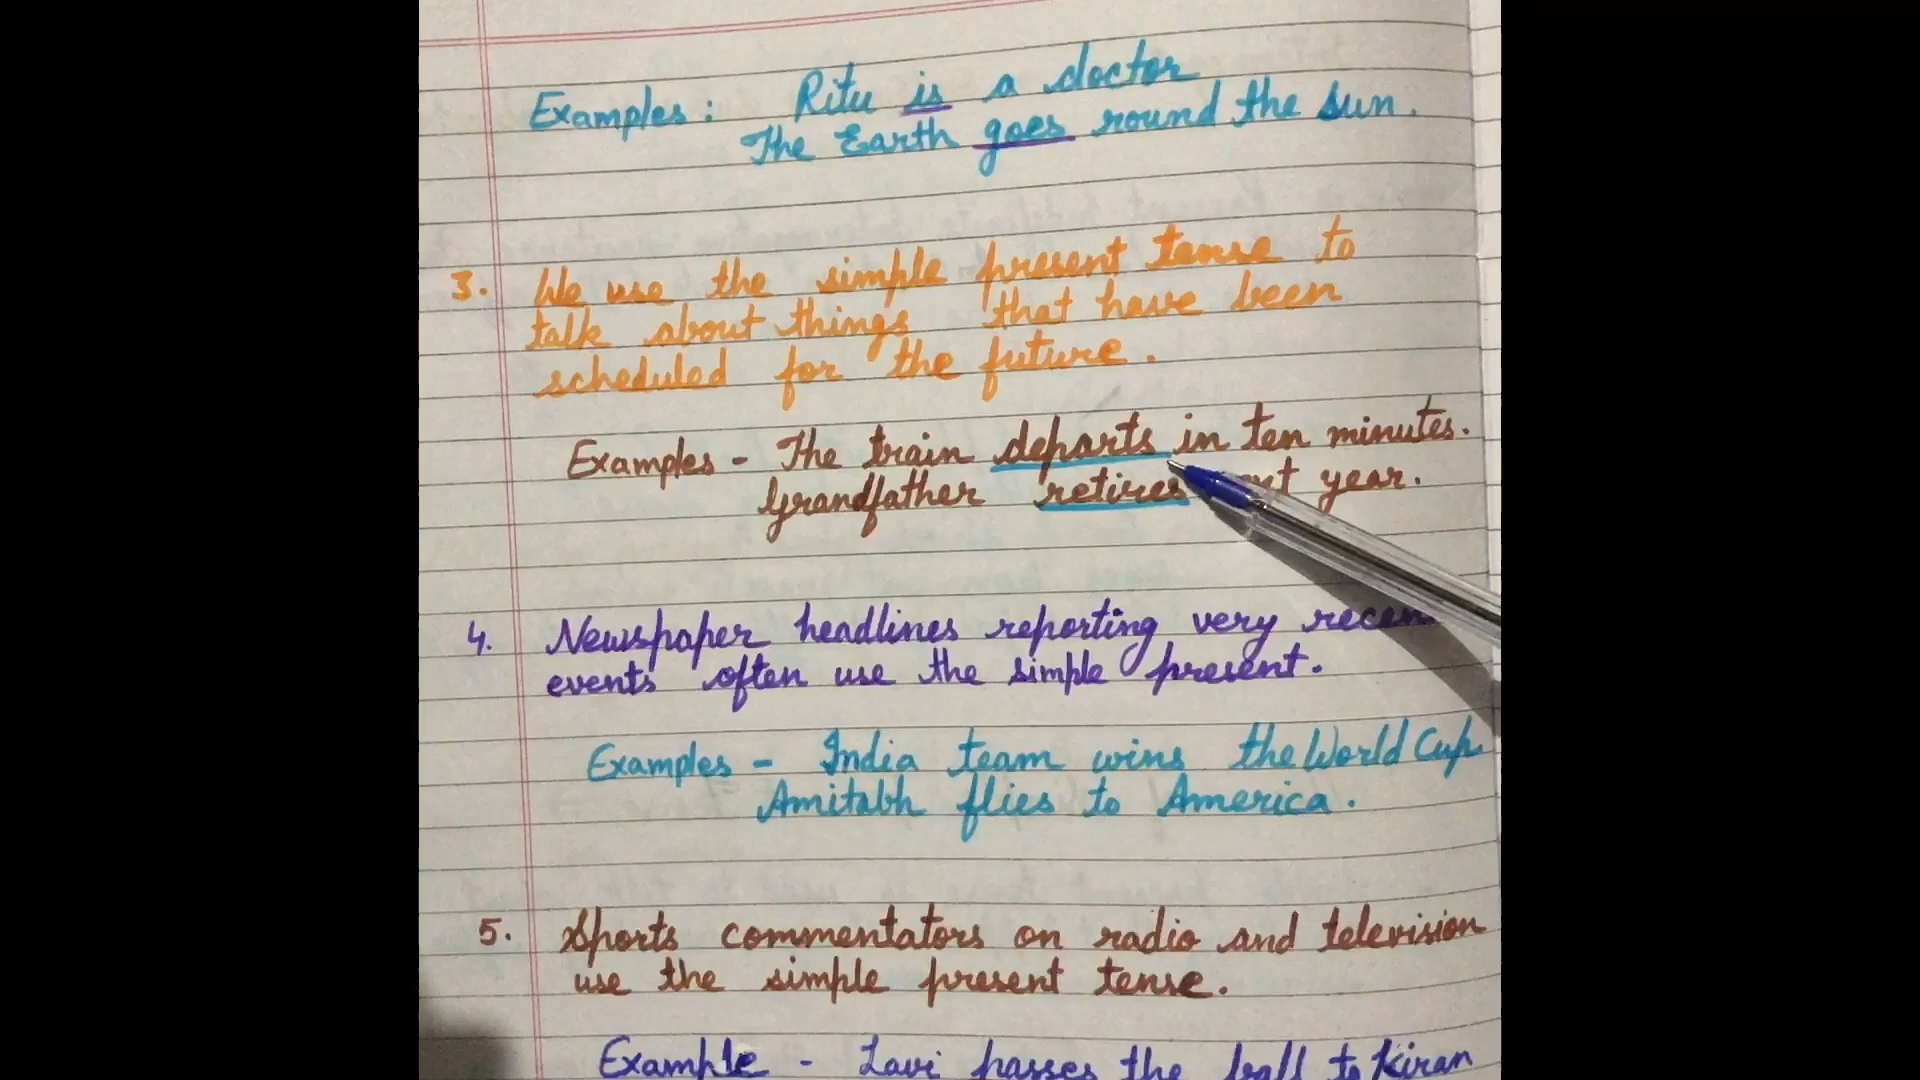 Ritu is a doctor
Examples :
The Earth goes round the sun.
3. We use the simple present tense to
talk about things that have been
scheduled for the future.
Examples - The train departs in ten minutes.
Grandfather retires year.
4. Newspaper headlines reporting very
events often use the simple present.
Examples - India team wins the World Cup
Amitabh flies to America.
5. Sports commentators on radio and television
use the simple present tense.
Example - Lavi passes the ball to Kiran